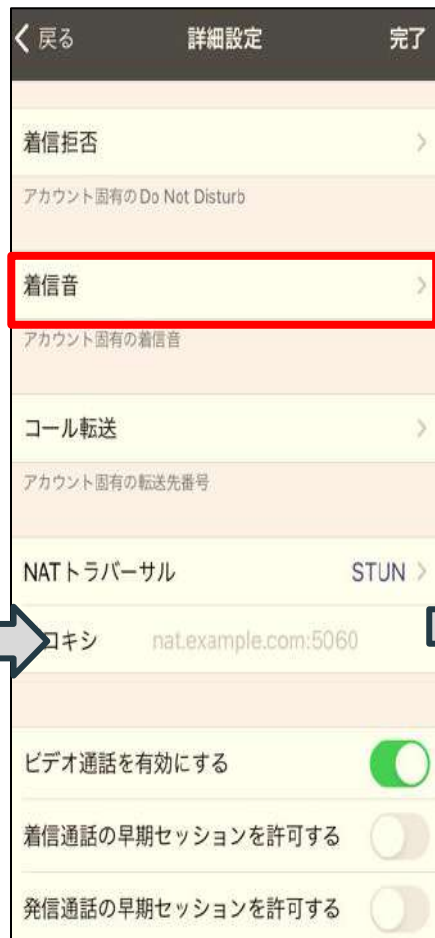 戻る 詳細設定 完了
着信拒否
アカウント固有の Do Not Disturb
着信音
アカウント固有の着信音
コール転送
アカウント固有の転送先番号
NATトラバーサル STUN
ロキシ nat.example.com:5060
ビデオ通話を有効にする
着信通話の早期セッションを許可する
発信通話の早期セッションを許可する